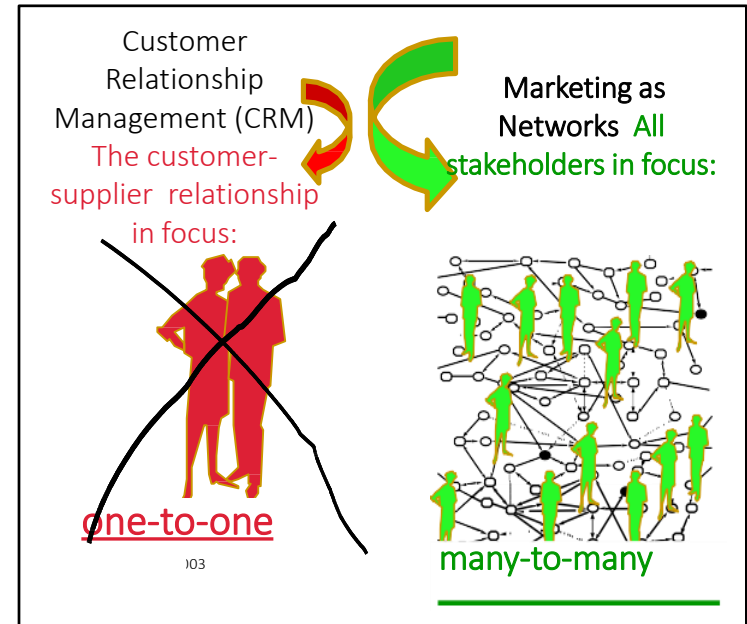 Customer
Relationship
Management (CRM)
The customer-
supplier relationship
in focus:
one-to-one
003
Marketing as
Networks All
stakeholders in focus:
many-to-many